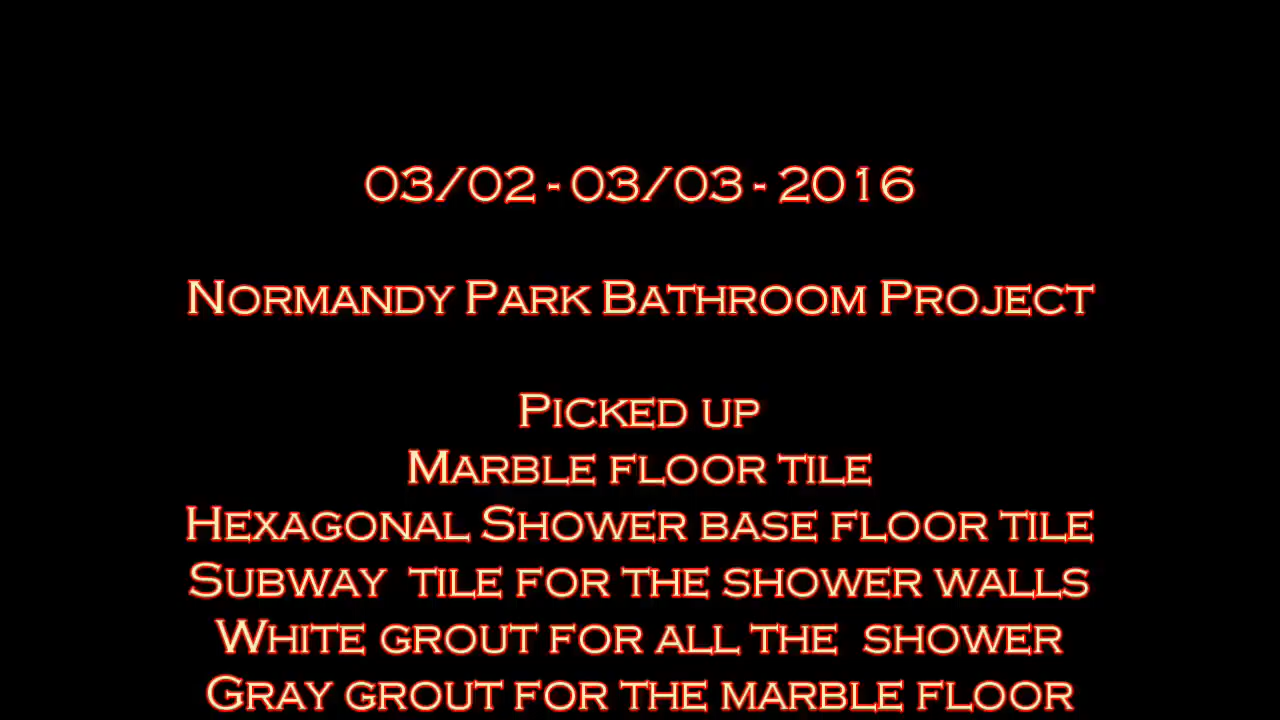 03/02 - 03/03 - 2016
Normandy Park Bathroom Project
Picked up
Marble floor tile
Hexagonal Shower base floor tile
Subway  tile for the shower walls
White grout for all the  shower
Gray grout for the marble floor